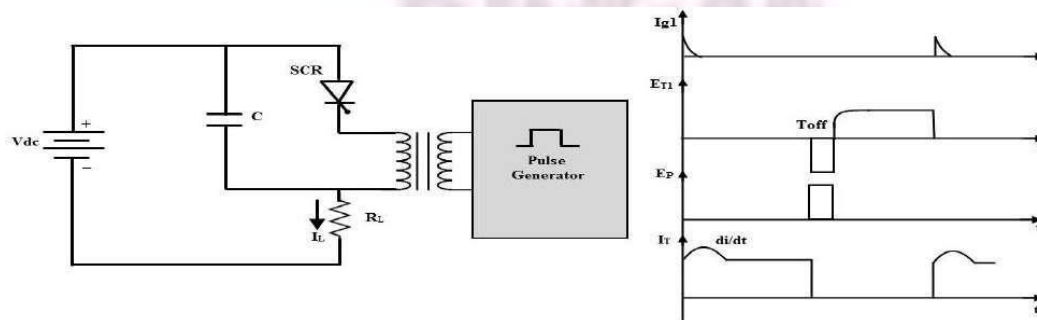 SCR
C
Vdc
+
−
Pulse
Generator
RL
IL
Ig1
ET1
Toff
EP
IT
di/dt
t